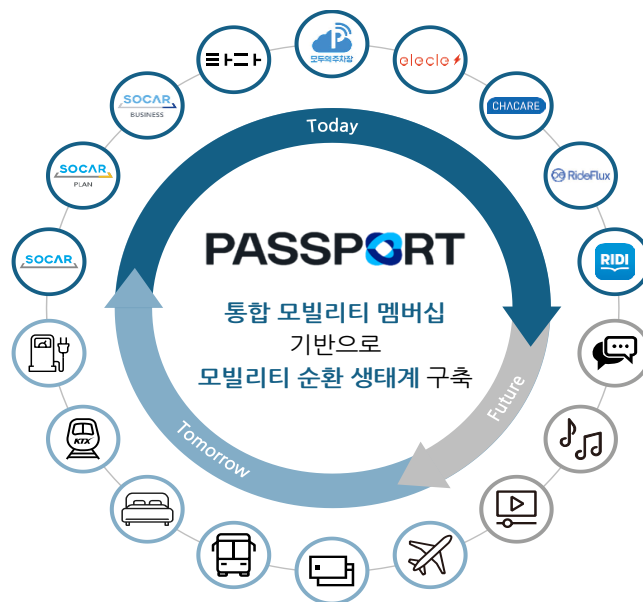 Today
Tomorrow
Future
PASSPORT
통합 모빌리티 멤버십
기반으로
모빌리티 순환 생태계 구축
SOCAR
SOCAR
PLAN
SOCAR
BUSINESS
타다
모두의주차장
elecle
CHACARE
RideFlux
RIDI
KTX